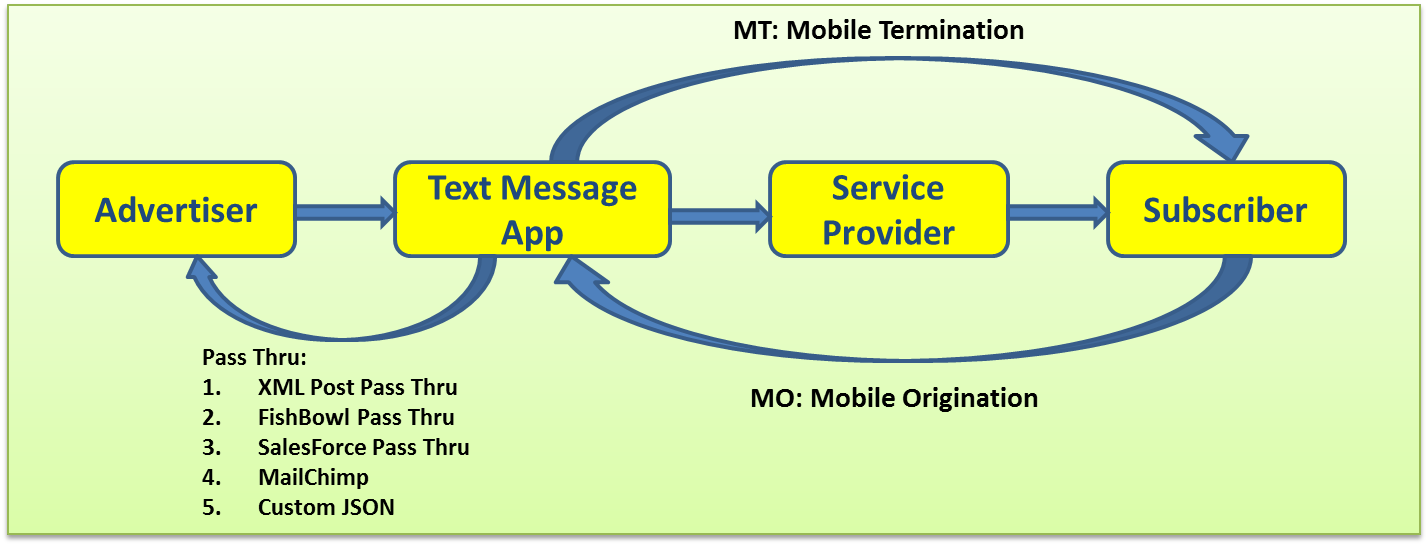 MT: Mobile Termination
Advertiser
Text Message
App
Service
Provider
Subscriber
Pass Thru:
1. XML Post Pass Thru
2. FishBowl Pass Thru
3. SalesForce Pass Thru
4. MailChimp
5. Custom JSON
MO: Mobile Origination